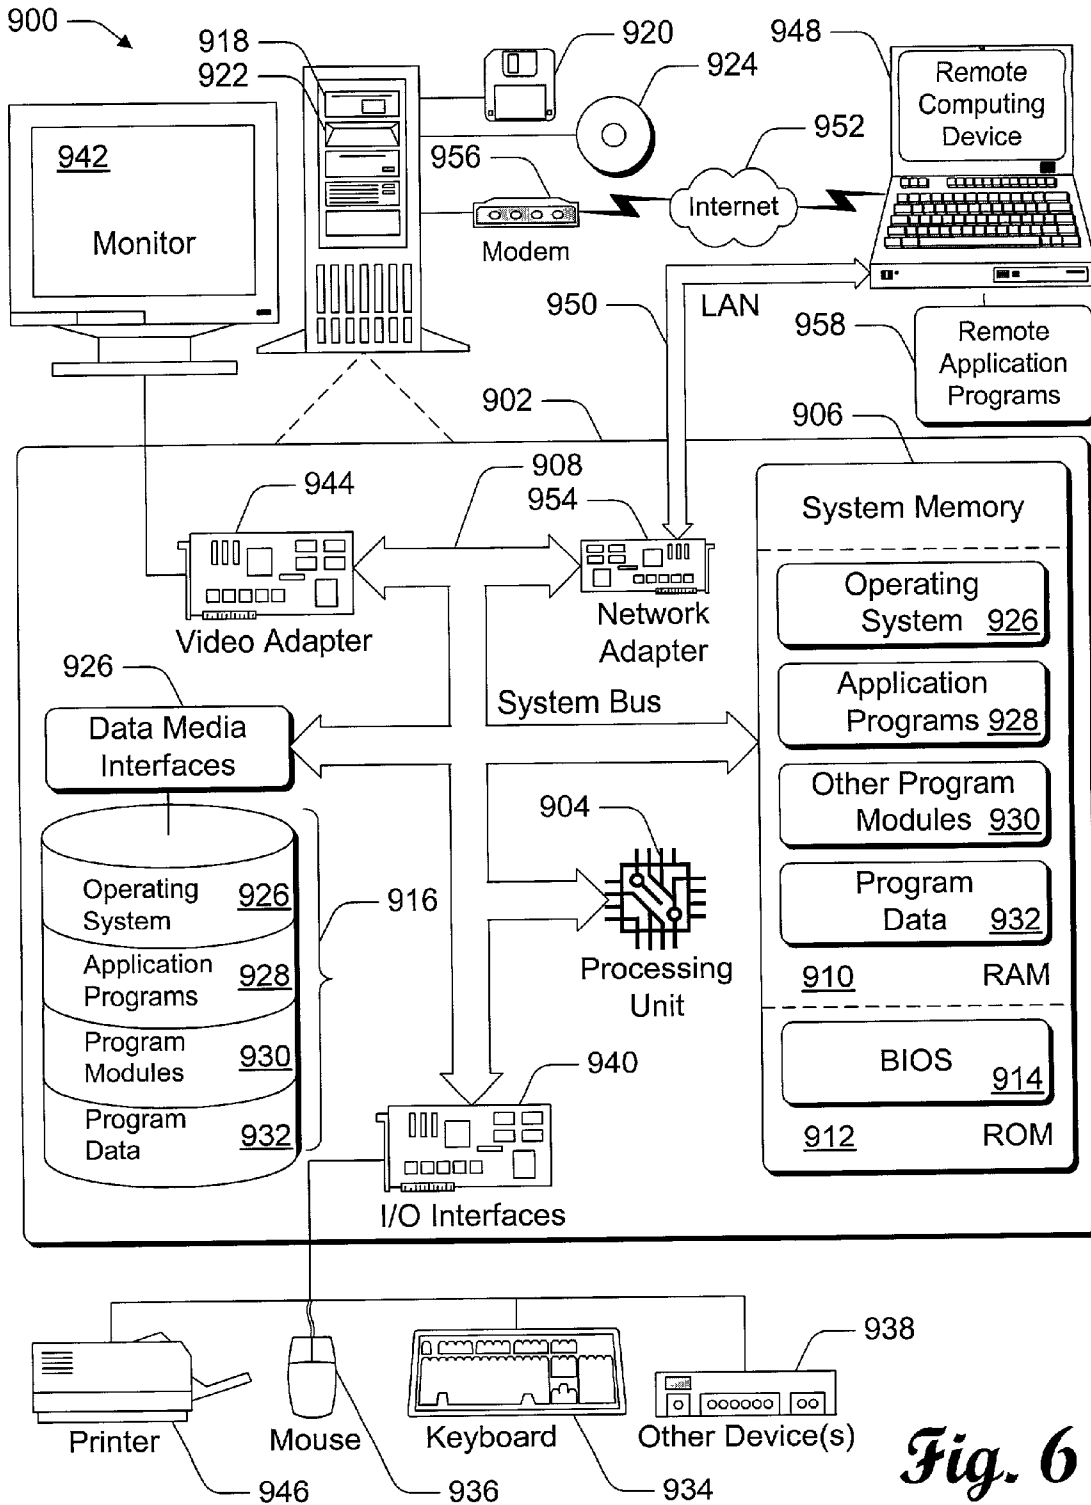 900
918
922
920
924
948
Remote
Computing
Device
942
Monitor
956
Modem
952
Internet
950
LAN
958
Remote
Application
Programs
902
906
944
Video Adapter
908
954
Network
Adapter
System Memory
Operating
System 926
Application
Programs 928
Other Program
Modules 930
Program
Data 932
910 RAM
BIOS 914
912 ROM
926
Data Media
Interfaces
System Bus
Operating
System 926
Application
Programs 928
Program
Modules 930
Program
Data 932
916
904
Processing
Unit
940
I/O Interfaces
Printer
946
Mouse
936
Keyboard
934
938
Other Device(s)
Fig. 6